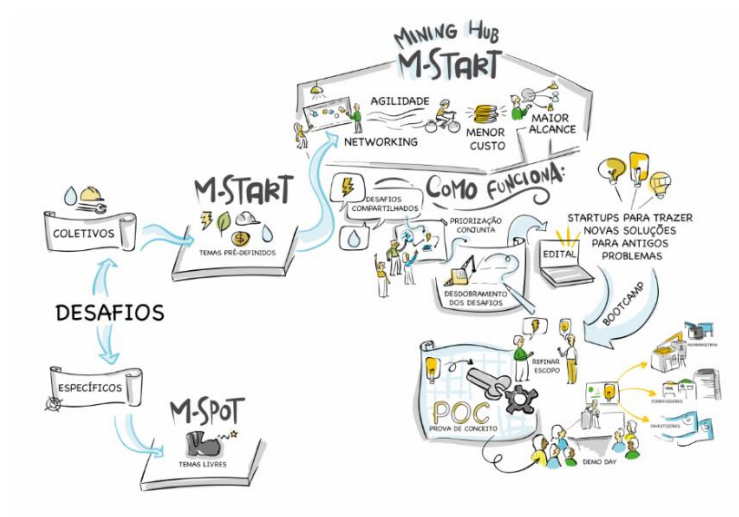 MINING HUB
M-START
AGILIDADE
NETWORKING
MENOR
CUSTO
MAIOR
ALCANCE
COMO FUNCIONA:
DESAFIOS
COMPARTILHADOS
PRIORIZAÇÃO
CONJUNTA
DESDOBRAMENTO
DOS DESAFIOS
EDITAL
STARTUPS PARA TRAZER
NOVAS SOLUÇÕES
PARA ANTIGOS
PROBLEMAS
BOOTCAMP
REFINAR
ESCOPO
POC
PROVA DE CONCEITO
DEMO DAY
MINERADORAS
FORNECEDORES
INVESTIDORES
M-START
TEMAS PRÉ-DEFINIDOS
COLETIVOS
DESAFIOS
ESPECÍFICOS
M-SPOT
TEMAS LIVRES